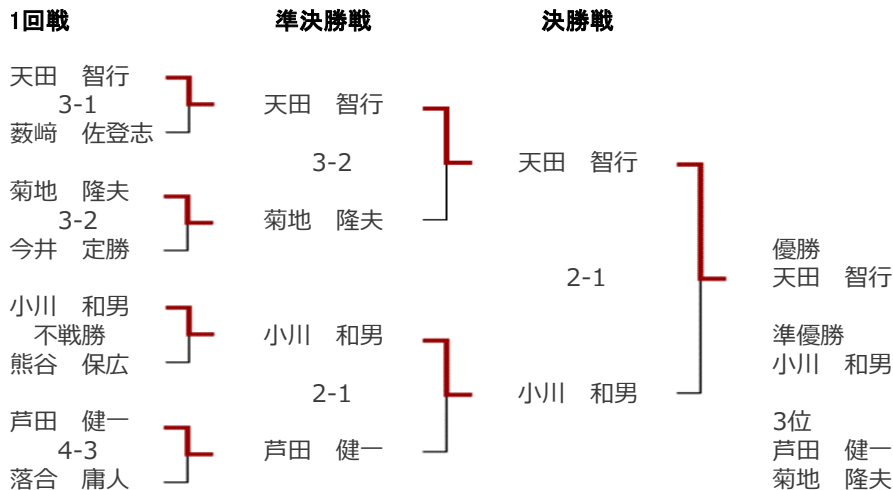 1回戦
準決勝戦
決勝戦
天田　智行
3-1
薮﨑　佐登志
菊地　隆夫
3-2
今井　定勝
小川　和男
不戦勝
熊谷　保広
芦田　健一
4-3
落合　庸人
天田　智行
3-2
菊地　隆夫
小川　和男
2-1
芦田　健一
天田　智行
2-1
小川　和男
優勝
天田　智行
準優勝
小川　和男
3位
芦田　健一
菊地　隆夫